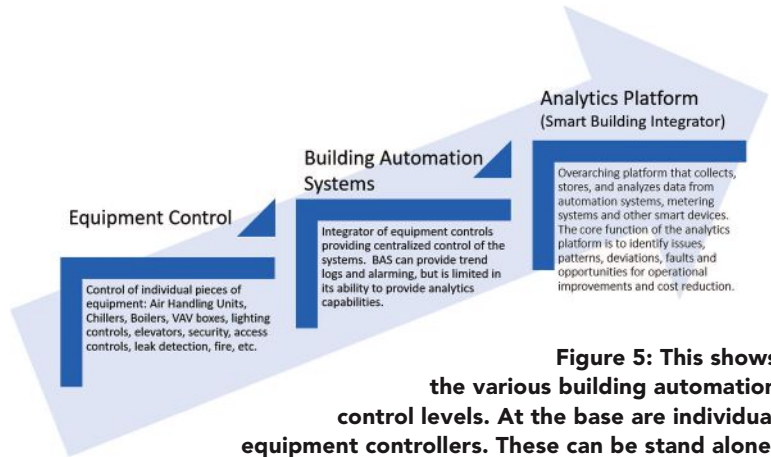 Equipment Control
Control of individual pieces of
equipment: Air Handling Units,
Chillers, Boilers, VAV boxes, lighting
controls, elevators, security, access
controls, leak detection, fire, etc.
Building Automation
Systems
Integrator of equipment controls
providing centralized control of the
systems.  BAS can provide trend
logs and alarming, but is limited in
its ability to provide analytics
capabilities.
Analytics Platform
(Smart Building Integrator)
Overarching platform that collects,
stores, and analyzes data from
automation systems, metering
systems and other smart devices.
The core function of the analytics
platform is to identify issues,
patterns, deviations, faults and
opportunities for operational
improvements and cost reduction.
Figure 5: This shows
the various building automation
control levels. At the base are individua
equipment controllers. These can be stand alone